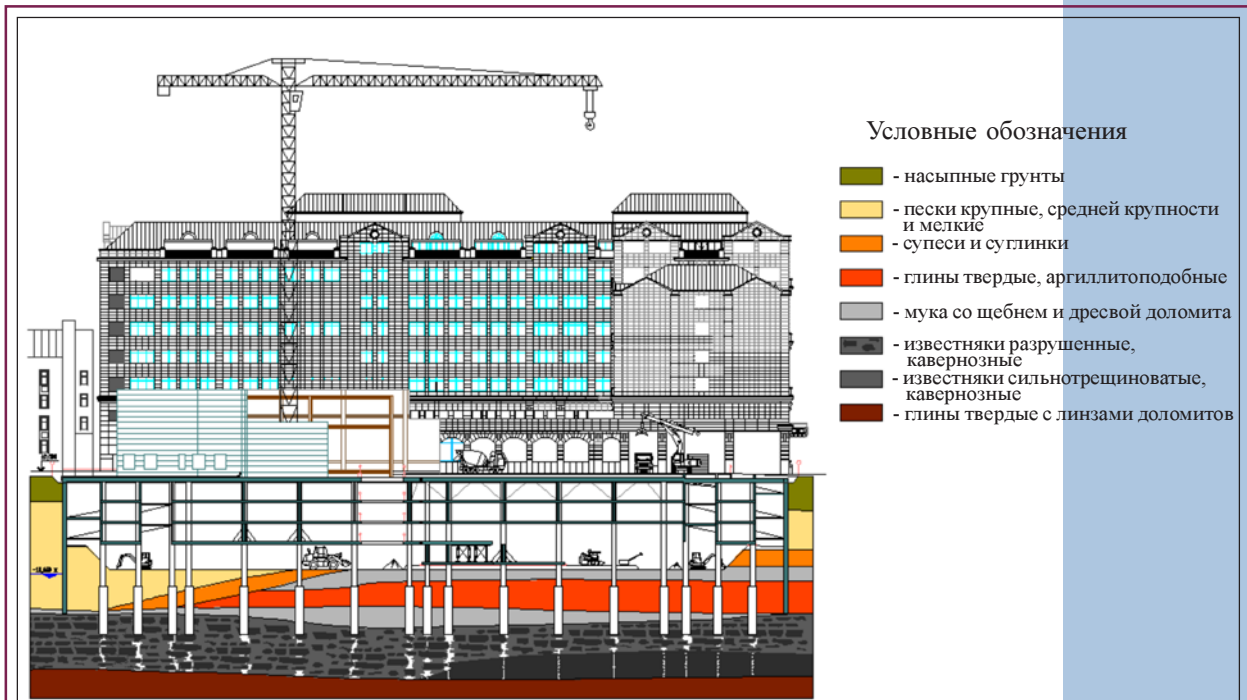 Условные обозначения
- насыпные грунты
- пески крупные, средней крупности
и мелкие
- супеси и суглинки
- глины твердые, аргиллитоподобные
- мука со щебнем и дресвой доломита
- известняки разрушенные,
кавернозные
- известняки сильнотрещиноватые,
кавернозные
- глины твердые с линзами доломитов